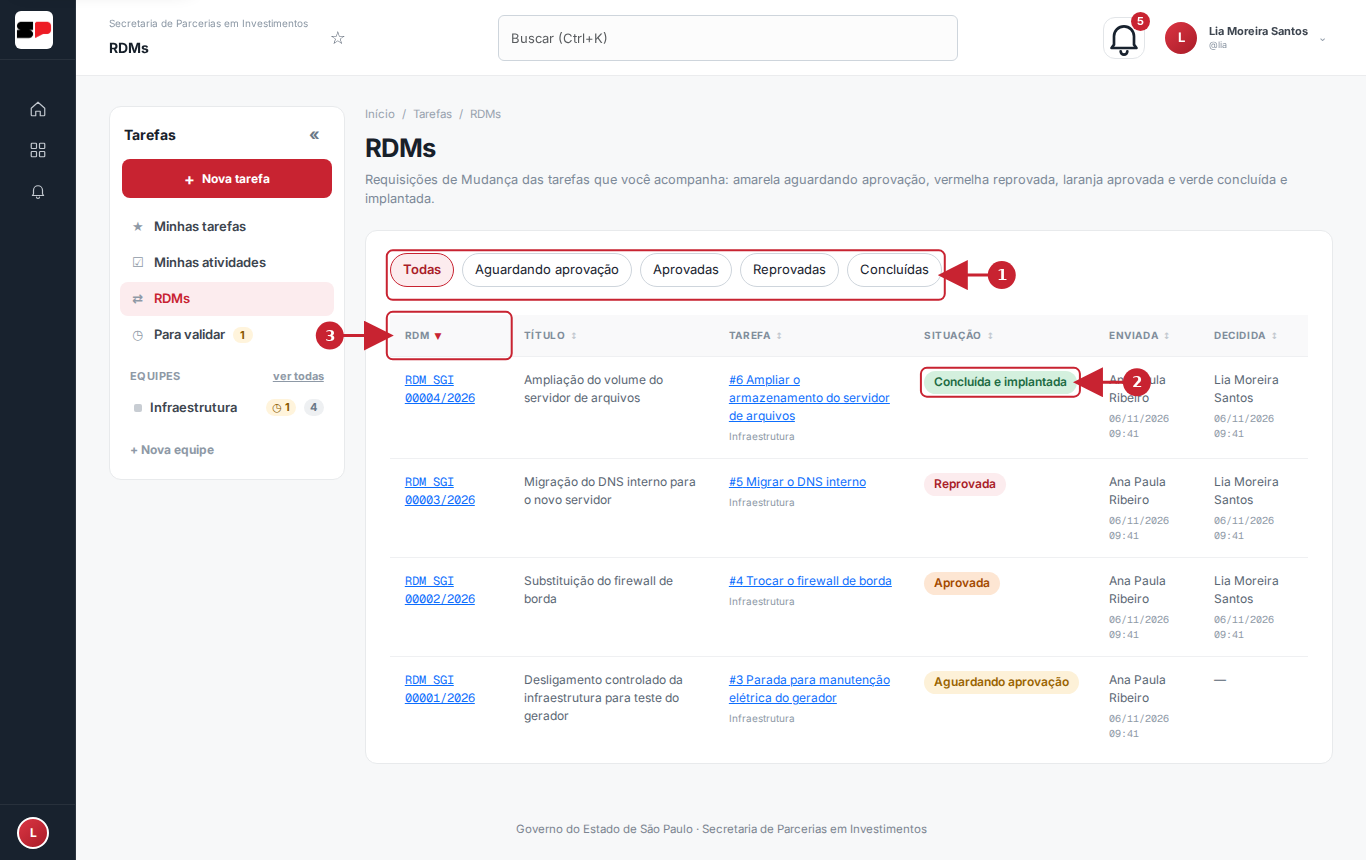 SP
Secretaria de Parcerias em Investimentos
RDMs
Buscar (Ctrl+K)
5
L
Lia Moreira Santos
@lia
Tarefas
«
+ Nova tarefa
Minhas tarefas
Minhas atividades
RDMs
Para validar 1
EQUIPES ver todas
Infraestrutura 1 4
+ Nova equipe
Início / Tarefas / RDMs
RDMs
Requisições de Mudança das tarefas que você acompanha: amarela aguardando aprovação, vermelha reprovada, laranja aprovada e verde concluída e
implantada.
Todas Aguardando aprovação Aprovadas Reprovadas Concluídas
1
3
RDM TÍTULO TAREFA SITUAÇÃO ENVIADA DECIDIDA
RDM SGI
00004/2026
Ampliação do volume do
servidor de arquivos
#6 Ampliar o
armazenamento do servidor
de arquivos
Infraestrutura
Concluída e implantada
2
Ribeiro
06/11/2026
09:41
Lia Moreira
Santos
06/11/2026
09:41
RDM SGI
00003/2026
Migração do DNS interno para
o novo servidor
#5 Migrar o DNS interno
Infraestrutura
Reprovada
Ana Paula
Ribeiro
06/11/2026
09:41
Lia Moreira
Santos
06/11/2026
09:41
RDM SGI
00002/2026
Substituição do firewall de
borda
#4 Trocar o firewall de borda
Infraestrutura
Aprovada
Ana Paula
Ribeiro
06/11/2026
09:41
Lia Moreira
Santos
06/11/2026
09:41
RDM SGI
00001/2026
Desligamento controlado da
infraestrutura para teste do
gerador
#3 Parada para manutenção
elétrica do gerador
Infraestrutura
Aguardando aprovação
Ana Paula
Ribeiro
06/11/2026
09:41
—
L
Governo do Estado de São Paulo · Secretaria de Parcerias em Investimentos